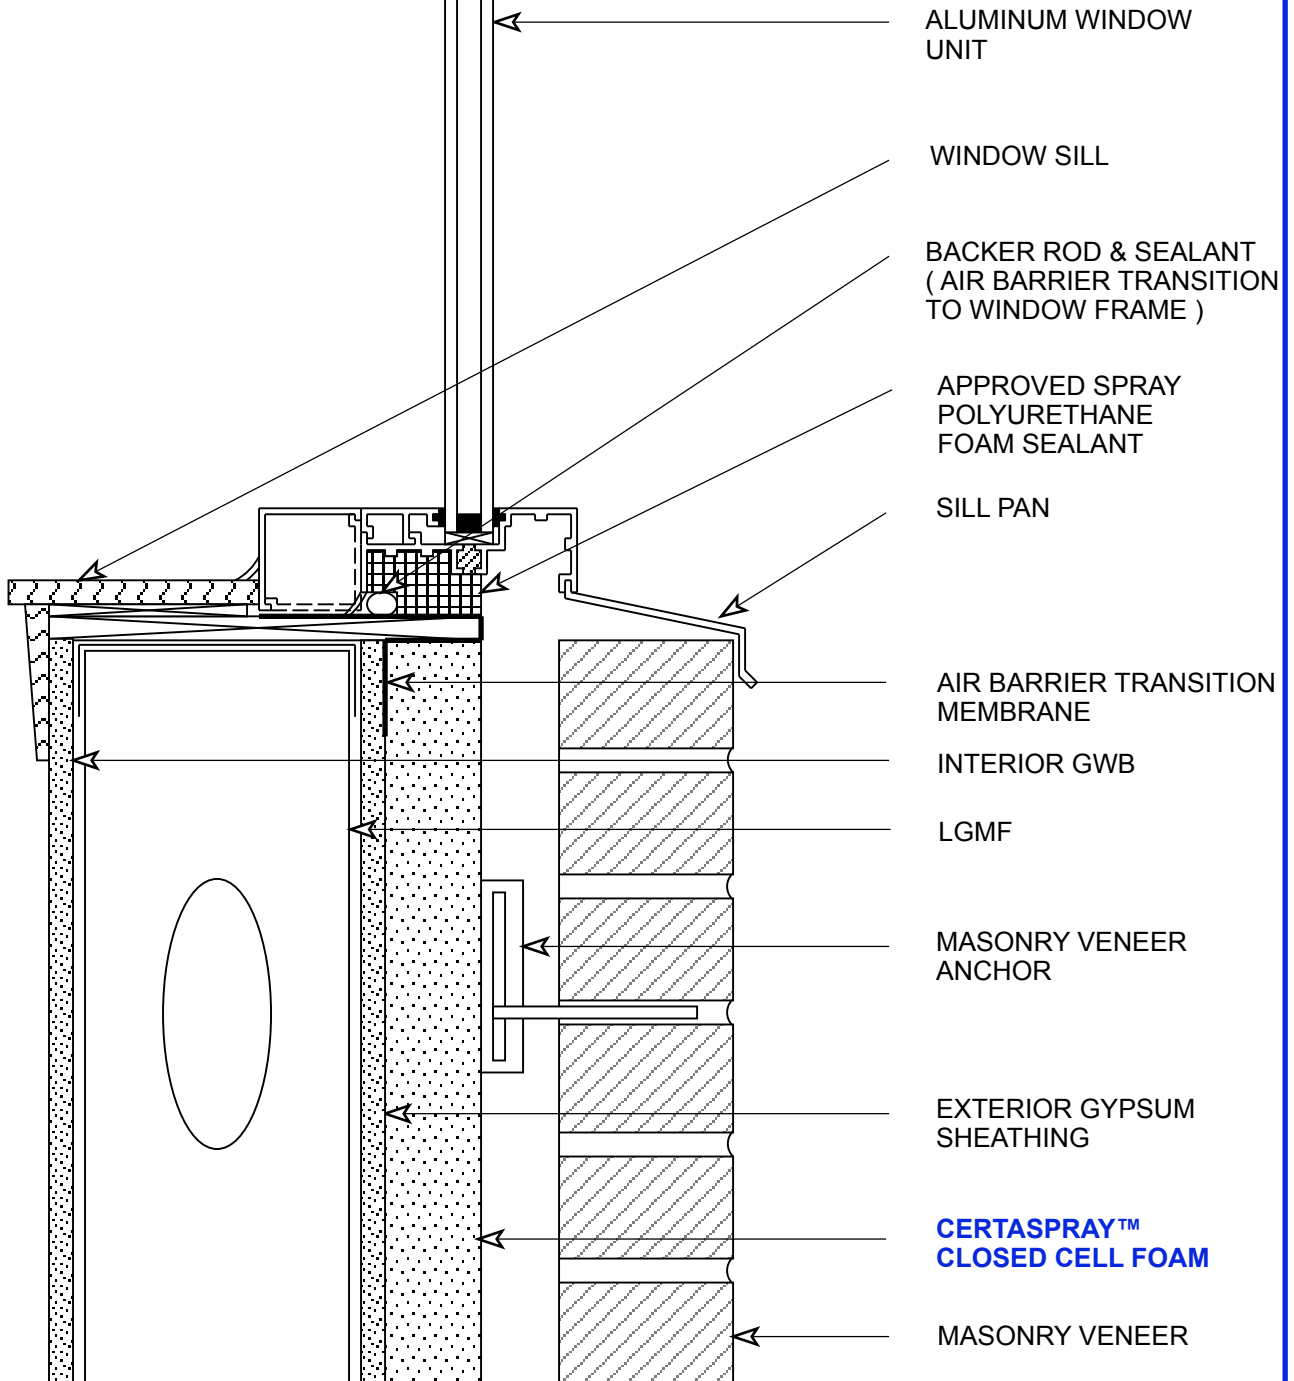 ALUMINUM WINDOW
UNIT
WINDOW SILL
BACKER ROD & SEALANT
( AIR BARRIER TRANSITION
TO WINDOW FRAME )
APPROVED SPRAY
POLYURETHANE
FOAM SEALANT
SILL PAN
AIR BARRIER TRANSITION
MEMBRANE
INTERIOR GWB
LGMF
MASONRY VENEER
ANCHOR
EXTERIOR GYPSUM
SHEATHING
CERTASPRAY™
CLOSED CELL FOAM
MASONRY VENEER